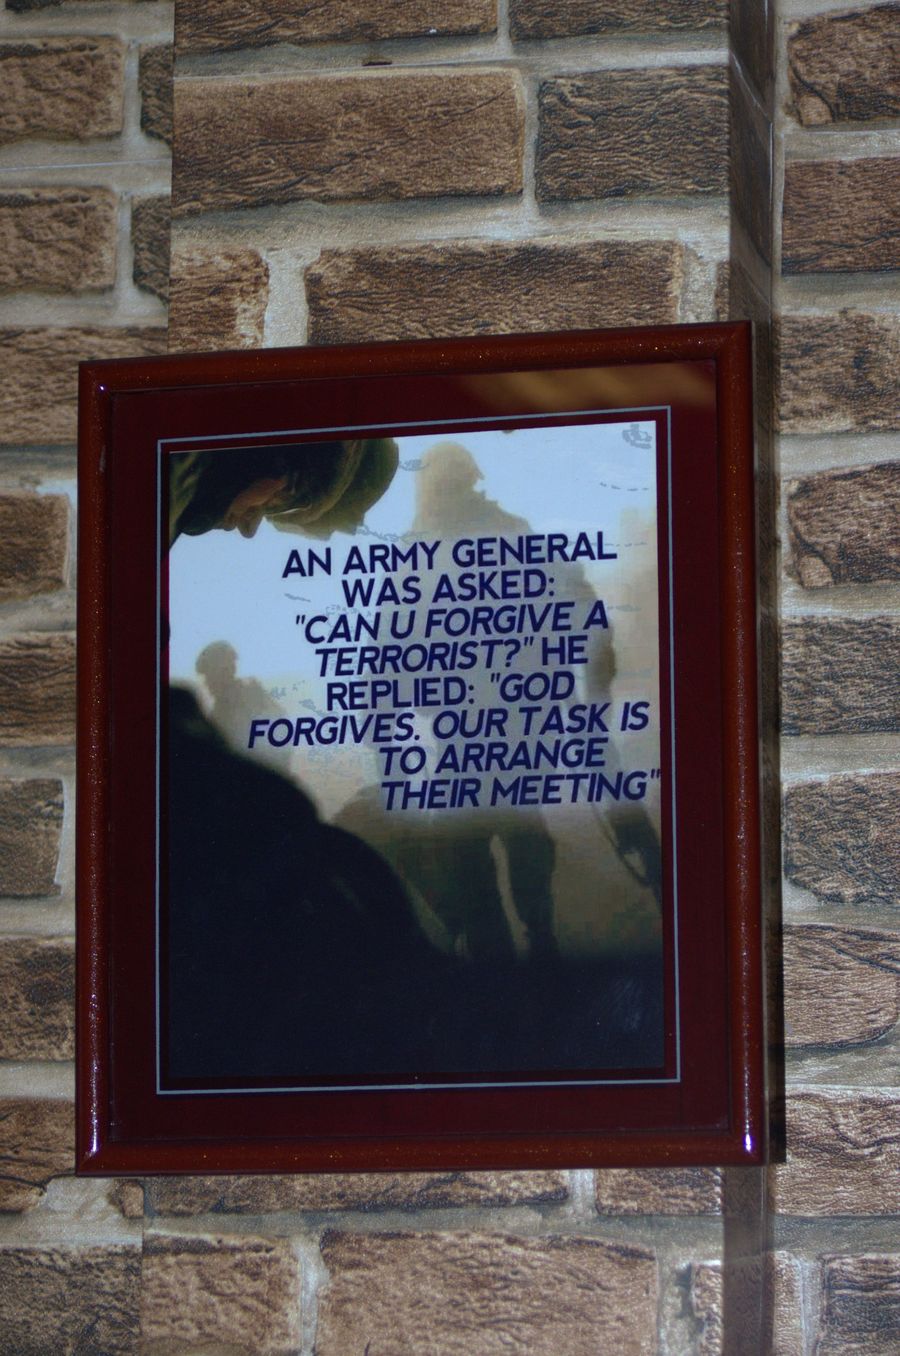 AN ARMY GENERAL
WAS ASKED:
"CAN U FORGIVE A
TERRORIST?" HE
REPLIED: "GOD
FORGIVES. OUR TASK IS
TO ARRANGE
THEIR MEETING"